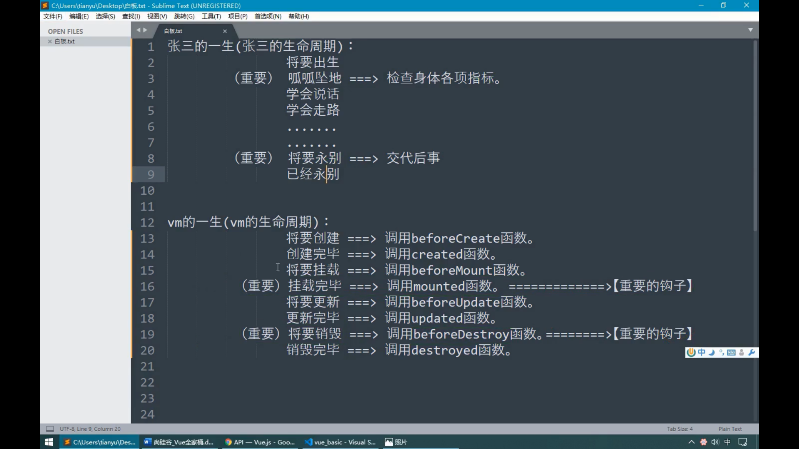 C:\Users\tianyu\Desktop\白板.txt - Sublime Text (UNREGISTERED)
文件(F) 编辑(E) 选择(S) 查找(I) 视图(V) 跳转(G) 工具(T) 项目(P) 首选项(N) 帮助(H)
OPEN FILES
白板.txt
白板.txt
1 张三的一生(张三的生命周期)：
2 将要出生
3 （重要） 呱呱坠地 ===> 检查身体各项指标。
4 学会说话
5 学会走路
6 .......
7 .......
8 （重要） 将要永别 ===> 交代后事
9 已经永别
10
11
12 vm的一生(vm的生命周期)：
13 将要创建 ===> 调用beforeCreate函数。
14 创建完毕 ===> 调用created函数。
15 将要挂载 ===> 调用beforeMount函数。
16 （重要）挂载完毕 ===> 调用mounted函数。 =============>【重要的钩子】
17 将要更新 ===> 调用beforeUpdate函数。
18 更新完毕 ===> 调用updated函数。
19 （重要）将要销毁 ===> 调用beforeDestroy函数。========>【重要的钩子】
20 销毁完毕 ===> 调用destroyed函数。
21
22
23
24
中
UTF-8, Line 9, Column 20
Tab Size: 4
Plain Text
C:\Users\tianyu\Des...
尚硅谷_Vue全家桶.d...
API — Vue.js - Goo...
vue_basic - Visual S...
图片
中